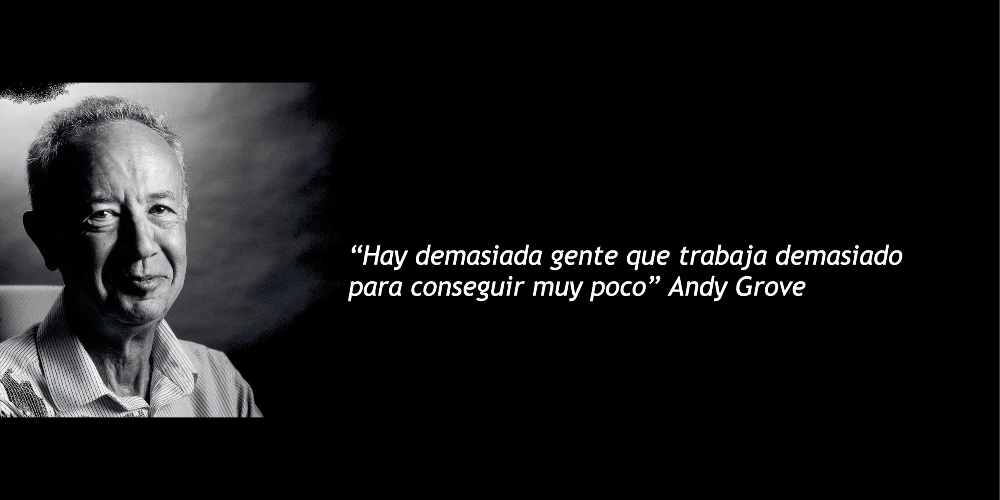 “Hay demasiada gente que trabaja demasiado
para conseguir muy poco” Andy Grove